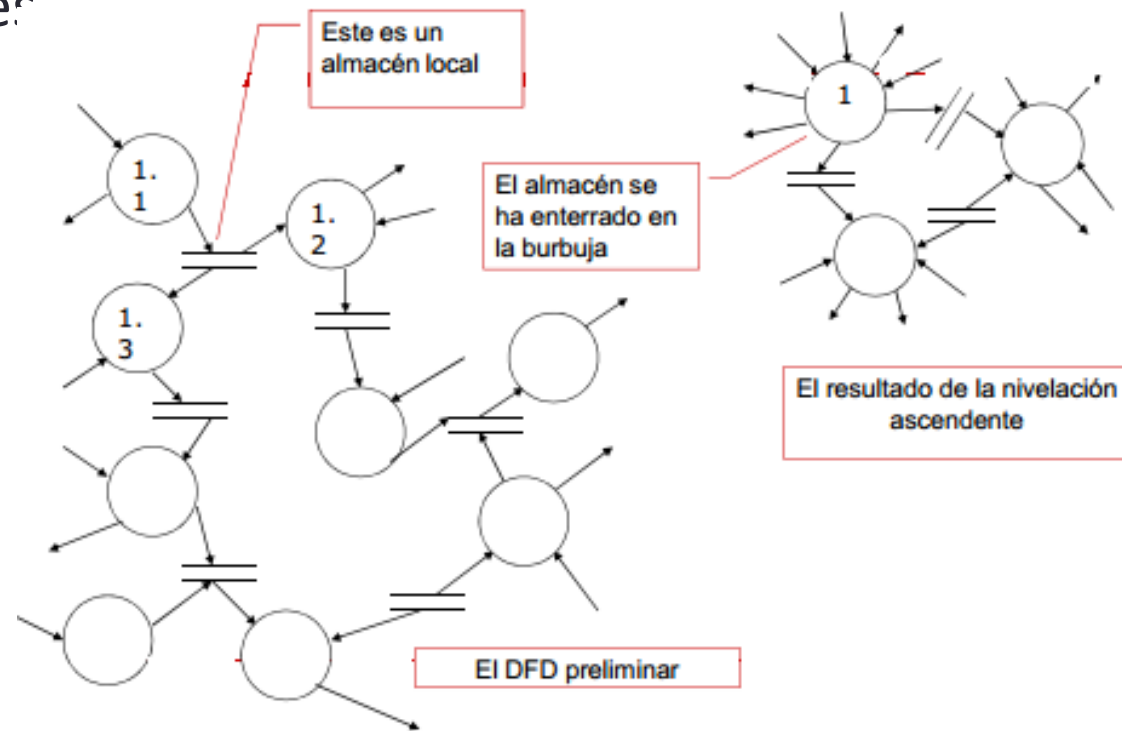 Este es un
almacén local
1
1.
1
1.
2
El almacén se
ha enterrado en
la burbuja
1.
3
El resultado de la nivelación
ascendente
El DFD preliminar